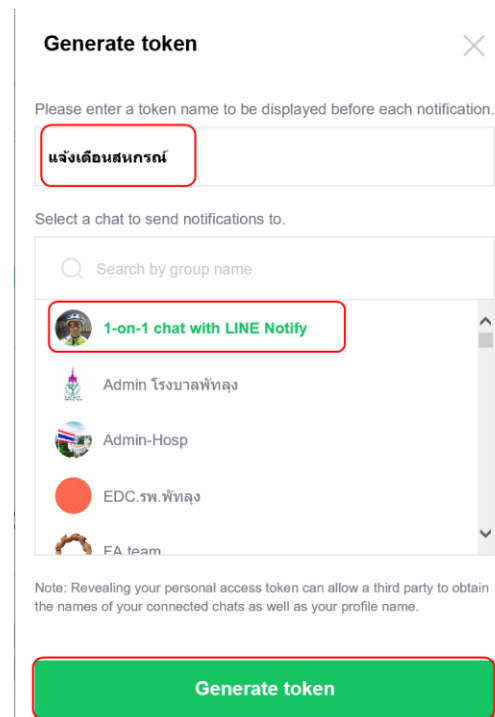 Generate token
Please enter a token name to be displayed before each notification.
แจ้งเตือนสหกรณ์
Select a chat to send notifications to.
Search by group name
1-on-1 chat with LINE Notify
Admin โรงบาลพัทลุง
Admin-Hosp
EDC.รพ.พัทลุง
FA team
Note: Revealing your personal access token can allow a third party to obtain
the names of your connected chats as well as your profile name.
Generate token